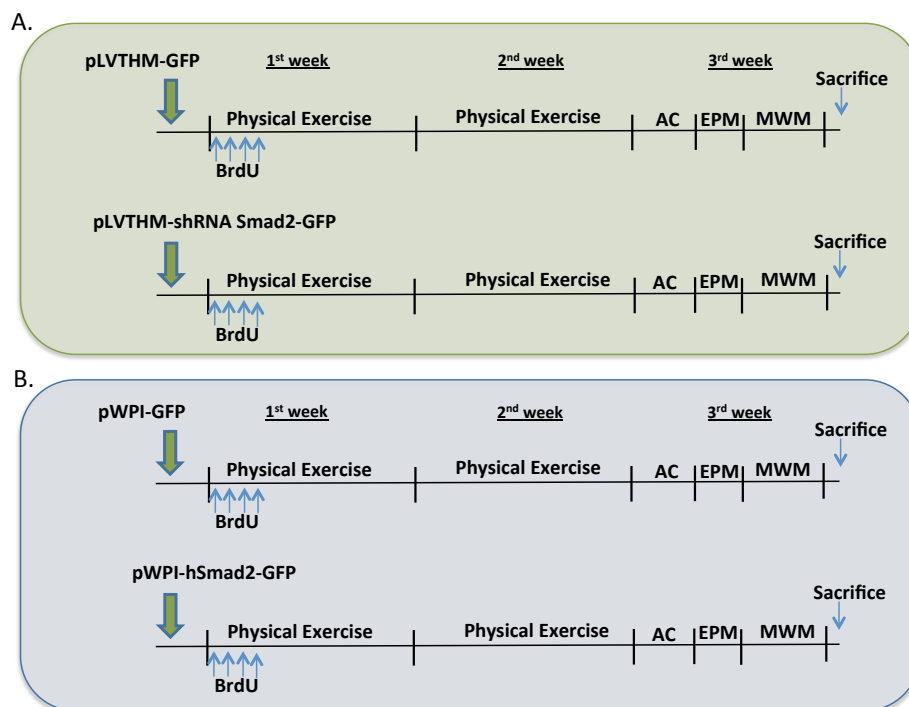 A.
pLVTHM-GFP
1st week
2nd week
3rd week
Sacrifice
Physical Exercise
Physical Exercise
AC
EPM
MWM
BrdU
pLVTHM-shRNA Smad2-GFP
Sacrifice
Physical Exercise
Physical Exercise
AC
EPM
MWM
BrdU
B.
pWPI-GFP
1st week
2nd week
3rd week
Sacrifice
Physical Exercise
Physical Exercise
AC
EPM
MWM
BrdU
pWPI-hSmad2-GFP
Sacrifice
Physical Exercise
Physical Exercise
AC
EPM
MWM
BrdU